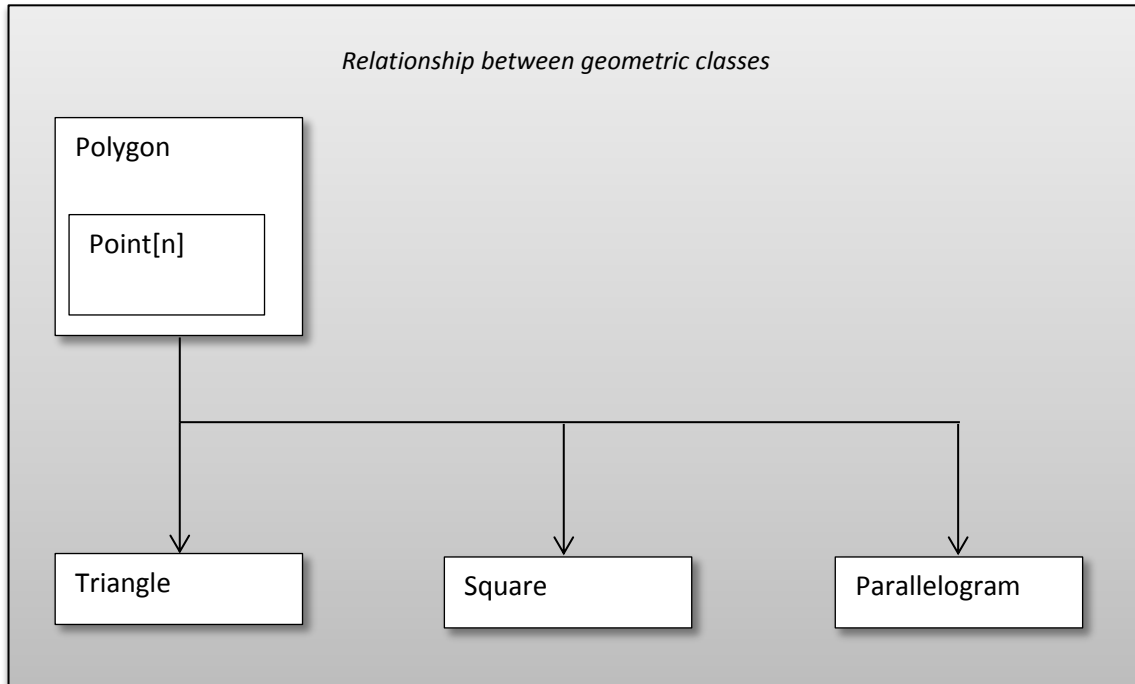 Relationship between geometric classes
Polygon
Point[n]
Triangle
Square
Parallelogram